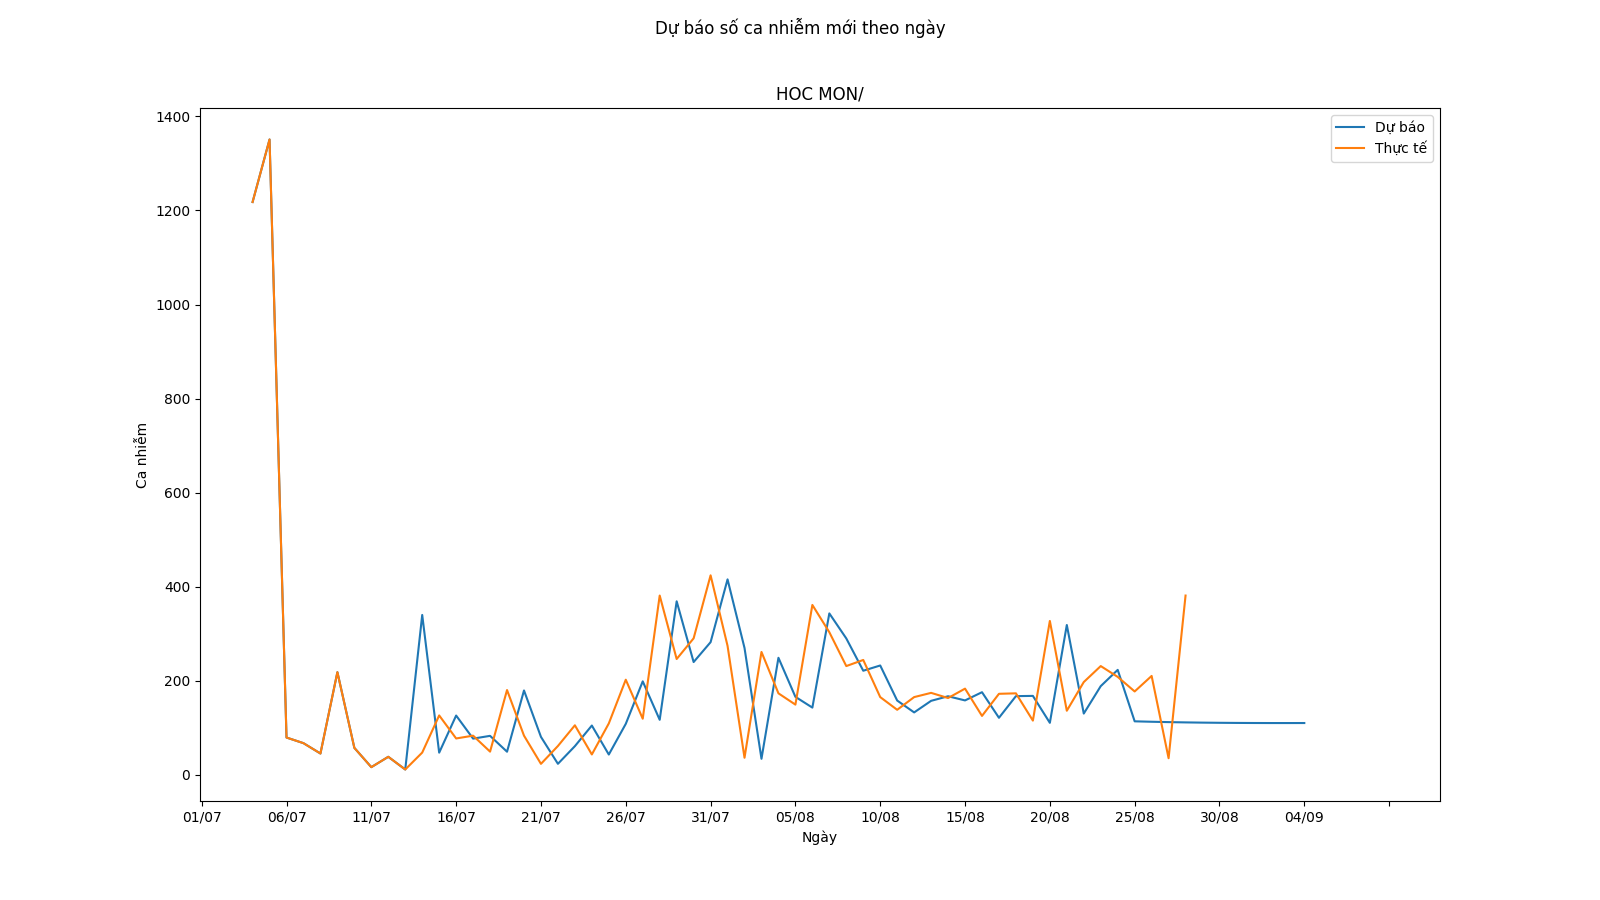 Dự báo số ca nhiễm mới theo ngày
HOC MON/
Dự báo
Thực tế
1400
1200
1000
800
600
400
200
0
Ca nhiễm
01/07 06/07 11/07 16/07 21/07 26/07 31/07 05/08 10/08 15/08 20/08 25/08 30/08 04/09
Ngày